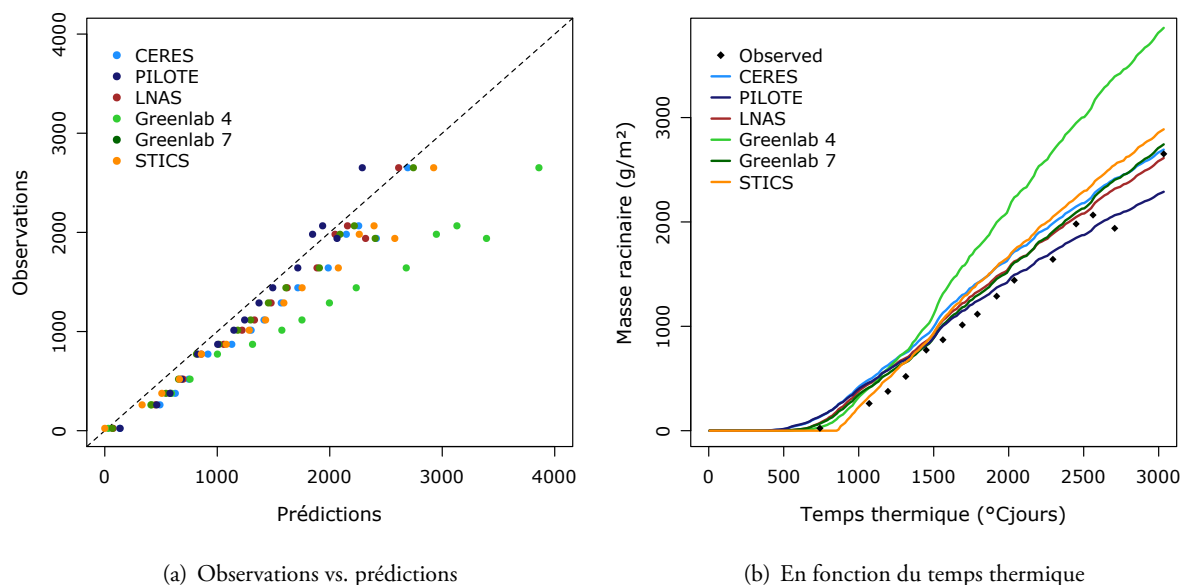 Observations
4000
3000
2000
1000
0
CERES
PILOTE
LNAS
Greenlab 4
Greenlab 7
STICS
0 1000 2000 3000 4000
Prédictions
(a) Observations vs. prédictions
Masse racinaire (g/m²)
3000
2000
1000
0
Observed
CERES
PILOTE
LNAS
Greenlab 4
Greenlab 7
STICS
0 500 1000 1500 2000 2500 3000
Temps thermique (°Cjours)
(b) En fonction du temps thermique